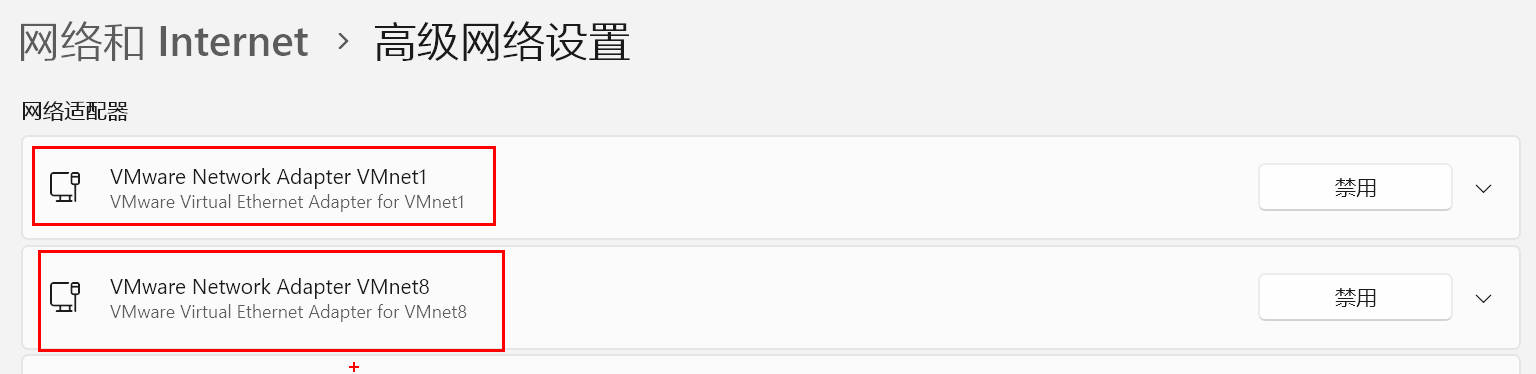 网络和 Internet › 高级网络设置
网络适配器
VMware Network Adapter VMnet1
VMware Virtual Ethernet Adapter for VMnet1
禁用
VMware Network Adapter VMnet8
VMware Virtual Ethernet Adapter for VMnet8
禁用